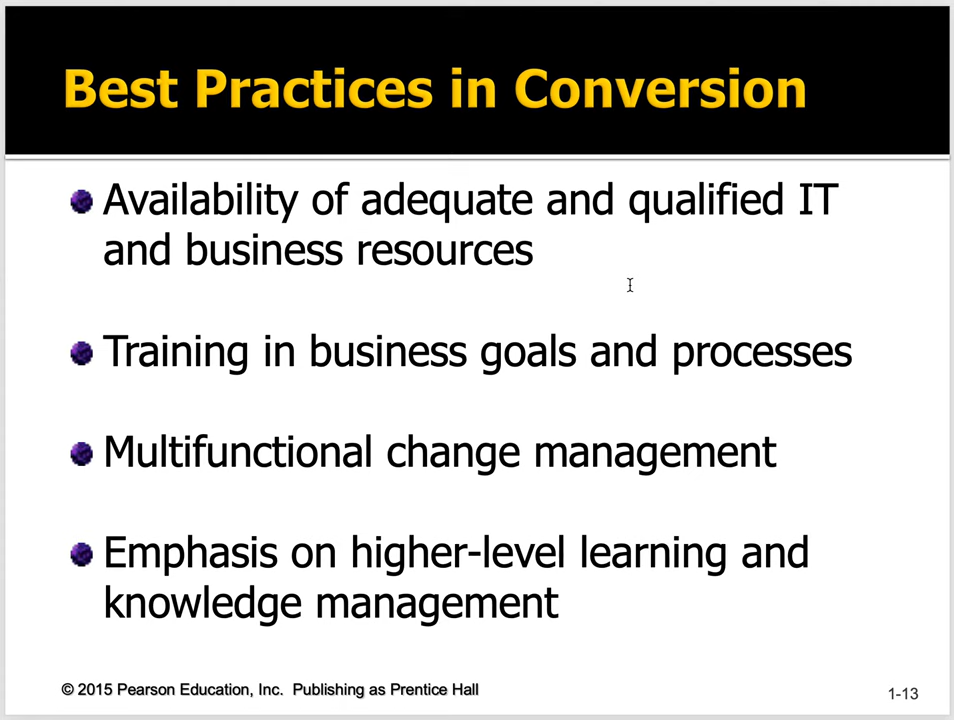 Best Practices in Conversion
Availability of adequate and qualified IT
and business resources
Training in business goals and processes
Multifunctional change management
Emphasis on higher-level learning and
knowledge management
© 2015 Pearson Education, Inc.  Publishing as Prentice Hall
1-13